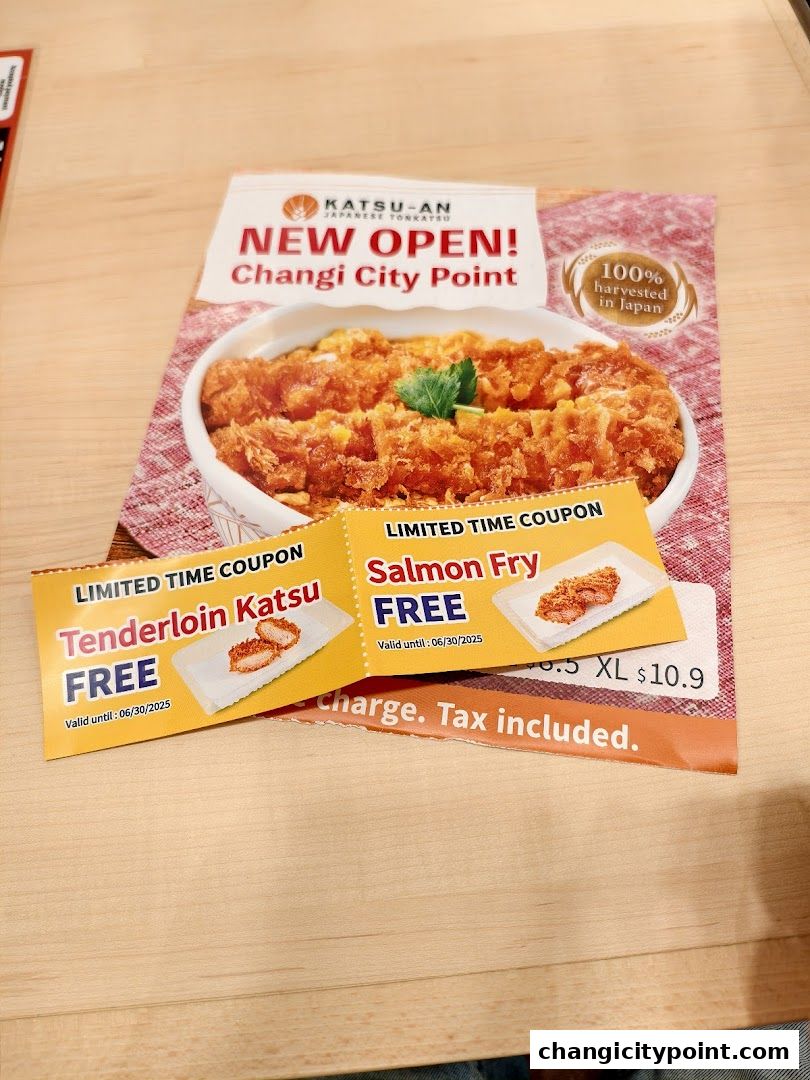 KATSU-AN
JAPANESE TONKATSU
NEW OPEN!
Changi City Point
100%
harvested
in Japan
LIMITED TIME COUPON
Tenderloin Katsu
FREE
Valid until : 06/30/2025
LIMITED TIME COUPON
Salmon Fry
FREE
Valid until : 06/30/2025
XL $10.9
charge. Tax included.
changicitypoint.com